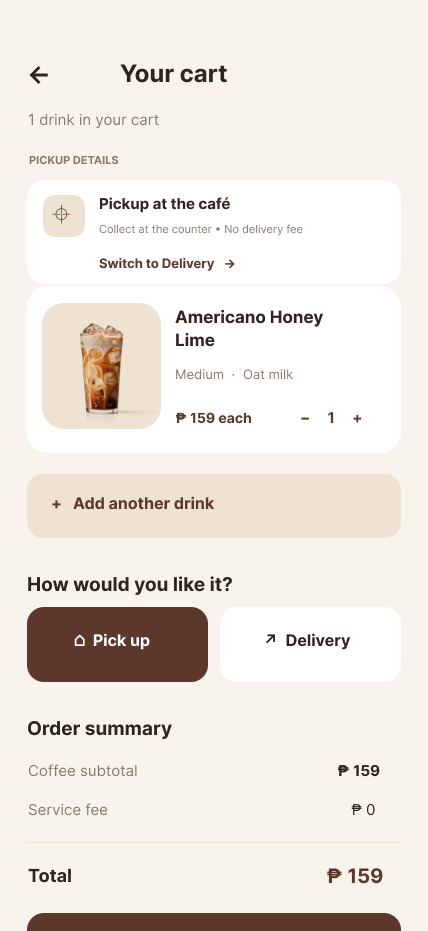 ← Your cart
1 drink in your cart
PICKUP DETAILS
Pickup at the café
Collect at the counter • No delivery fee
Switch to Delivery →
Americano Honey
Lime
Medium · Oat milk
₱ 159 each − 1 +
+ Add another drink
How would you like it?
⌂ Pick up ↗ Delivery
Order summary
Coffee subtotal ₱ 159
Service fee ₱ 0
Total ₱ 159